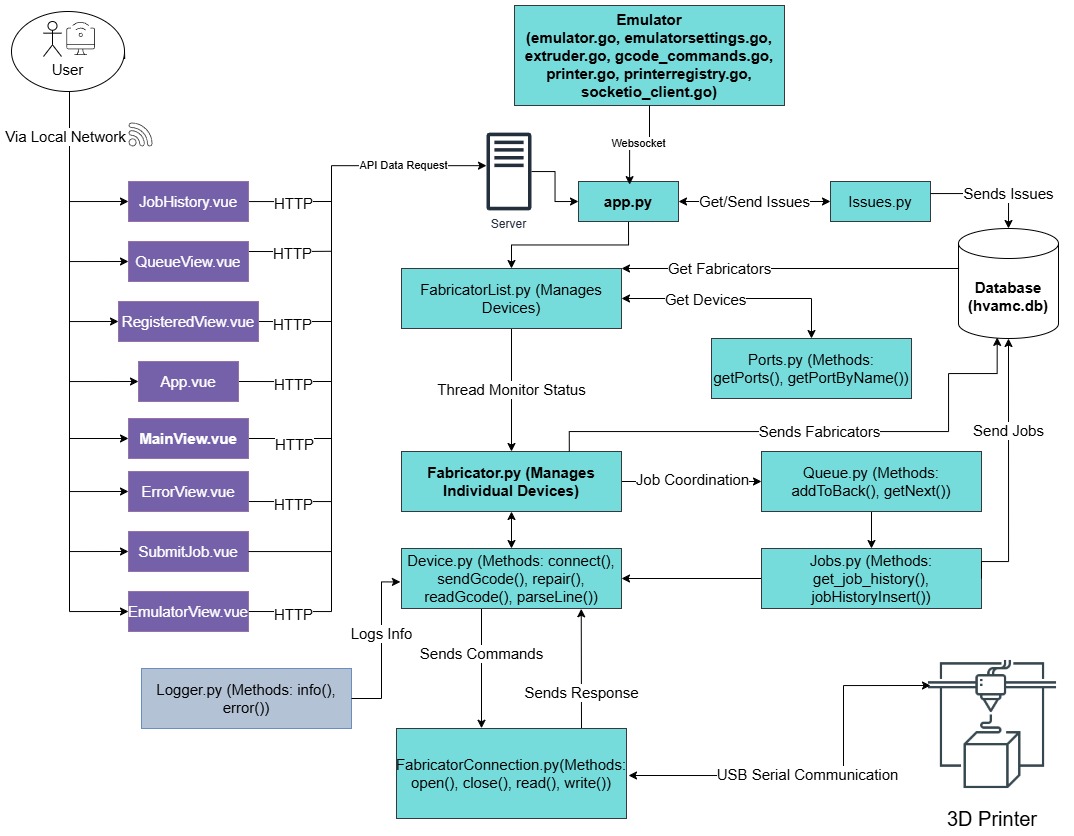 User
Via Local Network
JobHistory.vue
HTTP
QueueView.vue
HTTP
RegisteredView.vue
HTTP
App.vue
HTTP
MainView.vue
HTTP
ErrorView.vue
HTTP
SubmitJob.vue
EmulatorView.vue
HTTP
API Data Request
Server
Emulator
(emulator.go, emulatorsettings.go,
extruder.go, gcode_commands.go,
printer.go, printerregistry.go,
socketio_client.go)
Websocket
app.py
Get/Send Issues
Issues.py
Sends Issues
Database
(hvamc.db)
Get Fabricators
FabricatorList.py (Manages
Devices)
Get Devices
Ports.py (Methods:
getPorts(), getPortByName())
Thread Monitor Status
Sends Fabricators
Send Jobs
Fabricator.py (Manages
Individual Devices)
Job Coordination
Queue.py (Methods:
addToBack(), getNext())
Device.py (Methods: connect(),
sendGcode(), repair(),
readGcode(), parseLine())
Jobs.py (Methods:
get_job_history(),
jobHistoryInsert())
Logs Info
Logger.py (Methods: info(),
error())
Sends Commands
Sends Response
FabricatorConnection.py(Methods:
open(), close(), read(), write())
USB Serial Communication
3D Printer